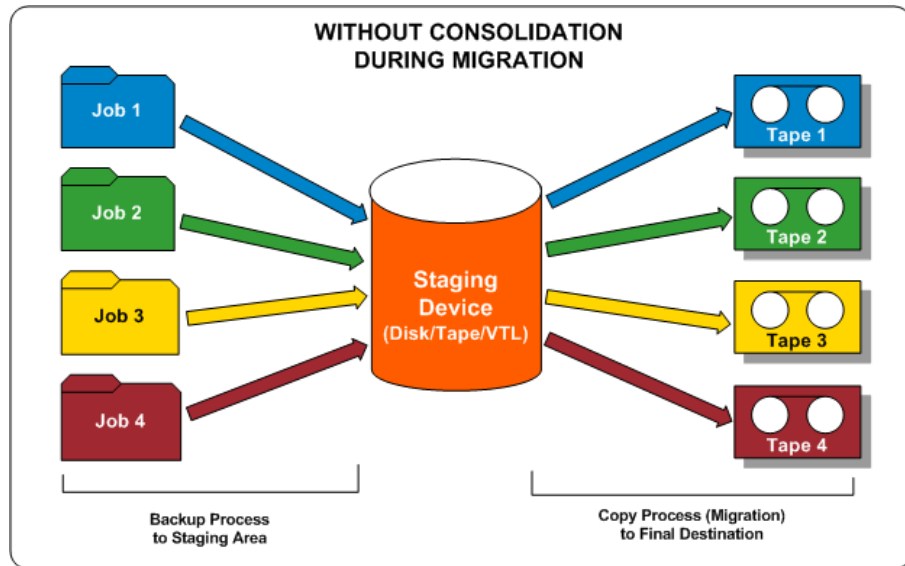 WITHOUT CONSOLIDATION
DURING MIGRATION
Job 1
Job 2
Job 3
Job 4
Staging
Device
(Disk/Tape/VTL)
Tape 1
Tape 2
Tape 3
Tape 4
Backup Process
to Staging Area
Copy Process (Migration)
to Final Destination